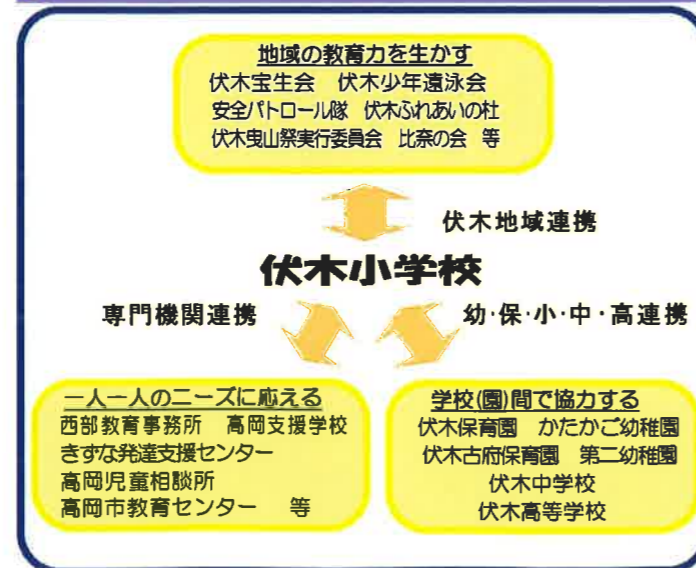 地域の教育力を生かす
伏木宝生会　伏木少年遠泳会
安全パトロール隊　伏木ふれあいの杜
伏木曳山祭実行委員会　比奈の会　等
伏木地域連携
伏木小学校
専門機関連携
幼・保・小・中・高連携
一人一人のニーズに応える
西部教育事務所　高岡支援学校
きずな発達支援センター
高岡児童相談所
高岡市教育センター　等
学校(園)間で協力する
伏木保育園　かたかご幼稚園
伏木古府保育園　第二幼稚園
伏木中学校
伏木高等学校